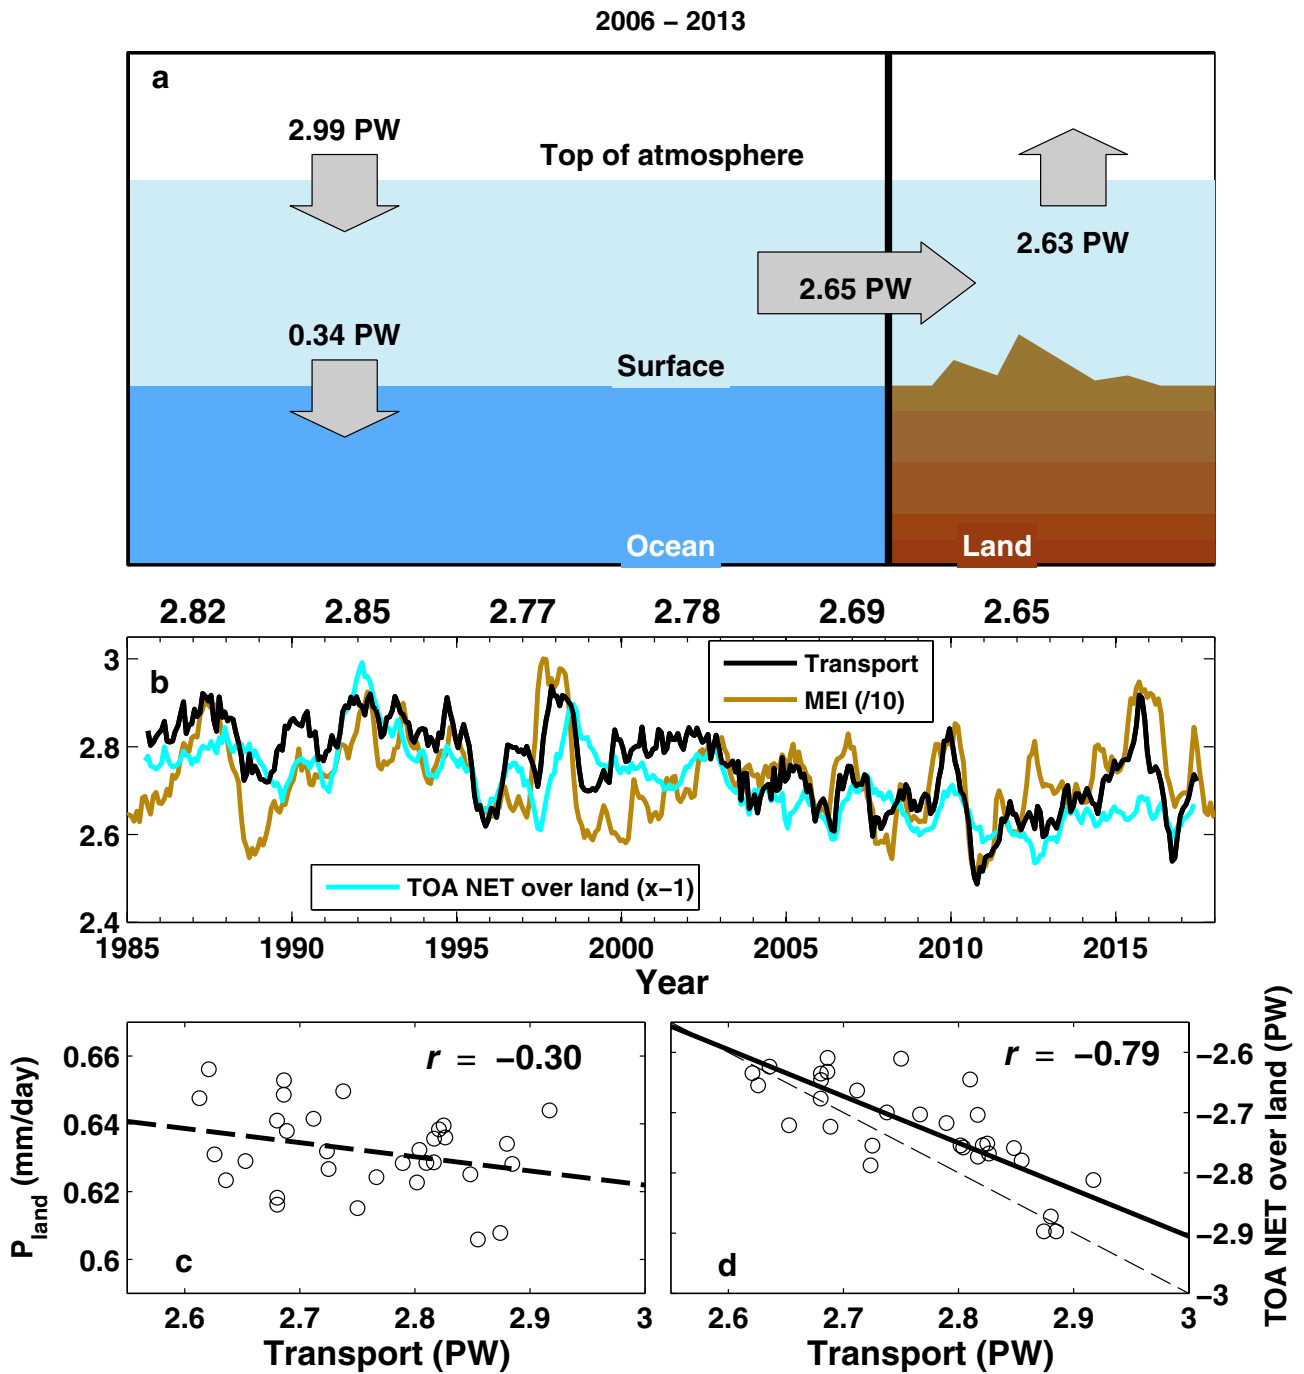 2006 – 2013
a
2.99 PW
Top of atmosphere
2.63 PW
2.65 PW
0.34 PW
Surface
Ocean
Land
2.82 2.85 2.77 2.78 2.69 2.65
b
3
2.8
2.6
2.4
Transport
MEI (/10)
TOA NET over land (x−1)
1985 1990 1995 2000 2005 2010 2015
Year
r = −0.30
0.66
0.64
0.62
0.6
P_land (mm/day)
c
2.6 2.7 2.8 2.9 3
Transport (PW)
r = −0.79
−2.6
−2.7
−2.8
−2.9
−3
TOA NET over land (PW)
d
2.6 2.7 2.8 2.9 3
Transport (PW)